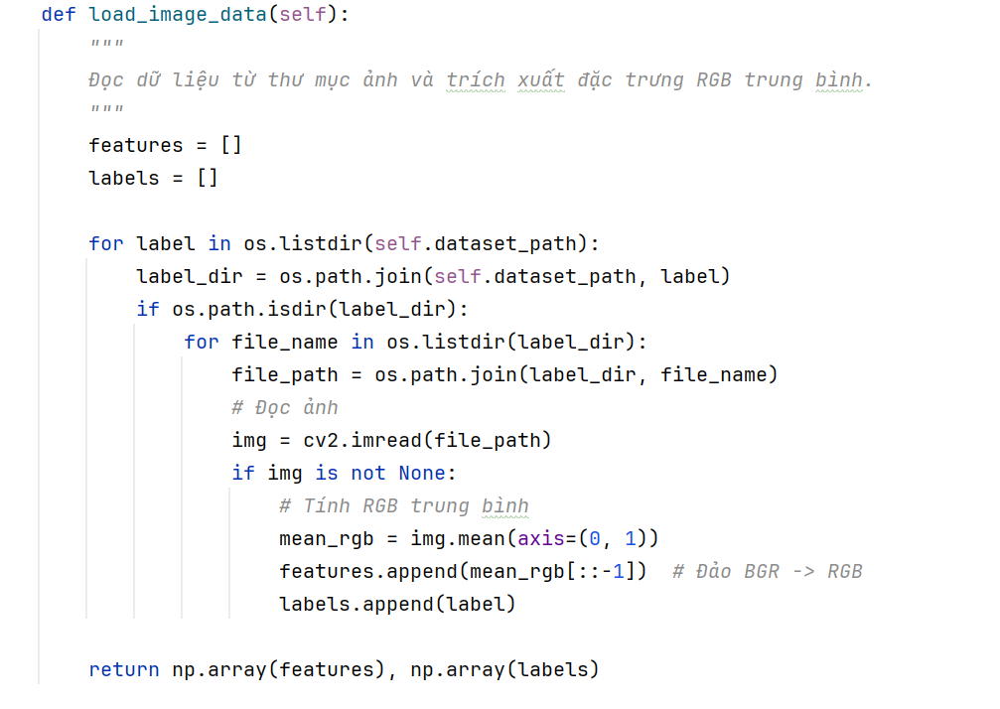 def load_image_data(self):
    """
    Đọc dữ liệu từ thư mục ảnh và trích xuất đặc trưng RGB trung bình.
    """
    features = []
    labels = []

    for label in os.listdir(self.dataset_path):
        label_dir = os.path.join(self.dataset_path, label)
        if os.path.isdir(label_dir):
            for file_name in os.listdir(label_dir):
                file_path = os.path.join(label_dir, file_name)
                # Đọc ảnh
                img = cv2.imread(file_path)
                if img is not None:
                    # Tính RGB trung bình
                    mean_rgb = img.mean(axis=(0, 1))
                    features.append(mean_rgb[::-1])  # Đảo BGR -> RGB
                    labels.append(label)

    return np.array(features), np.array(labels)